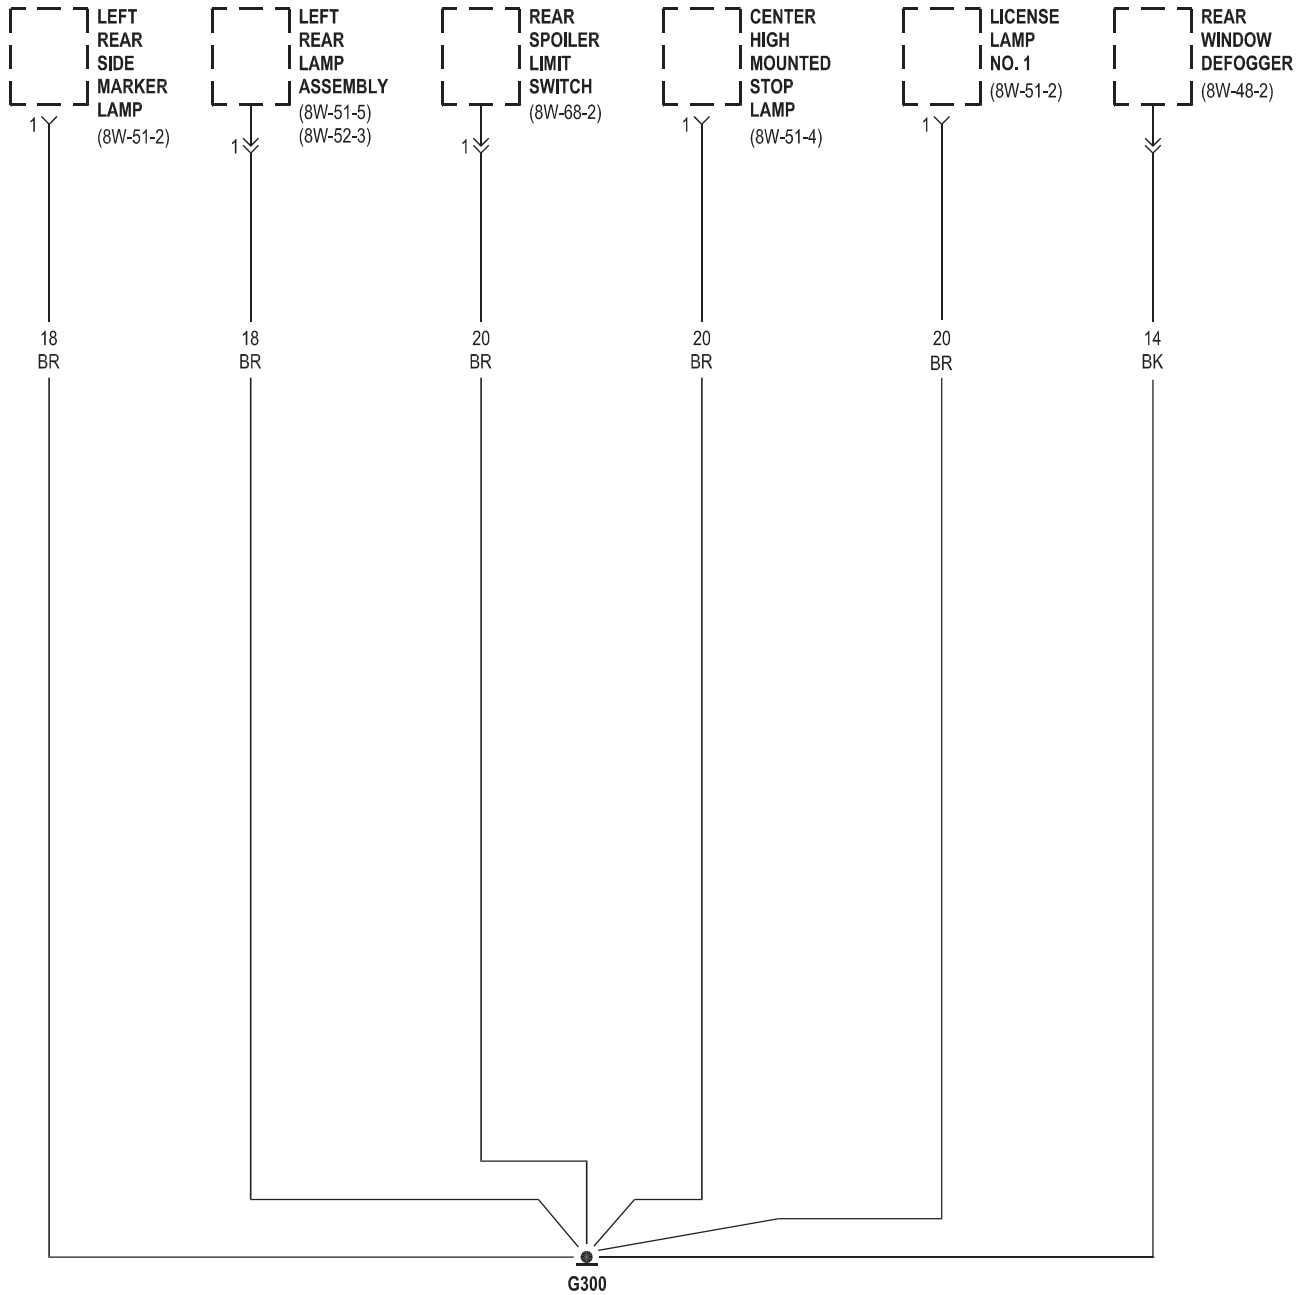 LEFT
REAR
SIDE
MARKER
LAMP
(8W-51-2)
1
LEFT
REAR
LAMP
ASSEMBLY
(8W-51-5)
(8W-52-3)
1
REAR
SPOILER
LIMIT
SWITCH
(8W-68-2)
1
CENTER
HIGH
MOUNTED
STOP
LAMP
(8W-51-4)
1
LICENSE
LAMP
NO. 1
(8W-51-2)
1
REAR
WINDOW
DEFOGGER
(8W-48-2)
18
BR
18
BR
20
BR
20
BR
20
BR
14
BK
G300